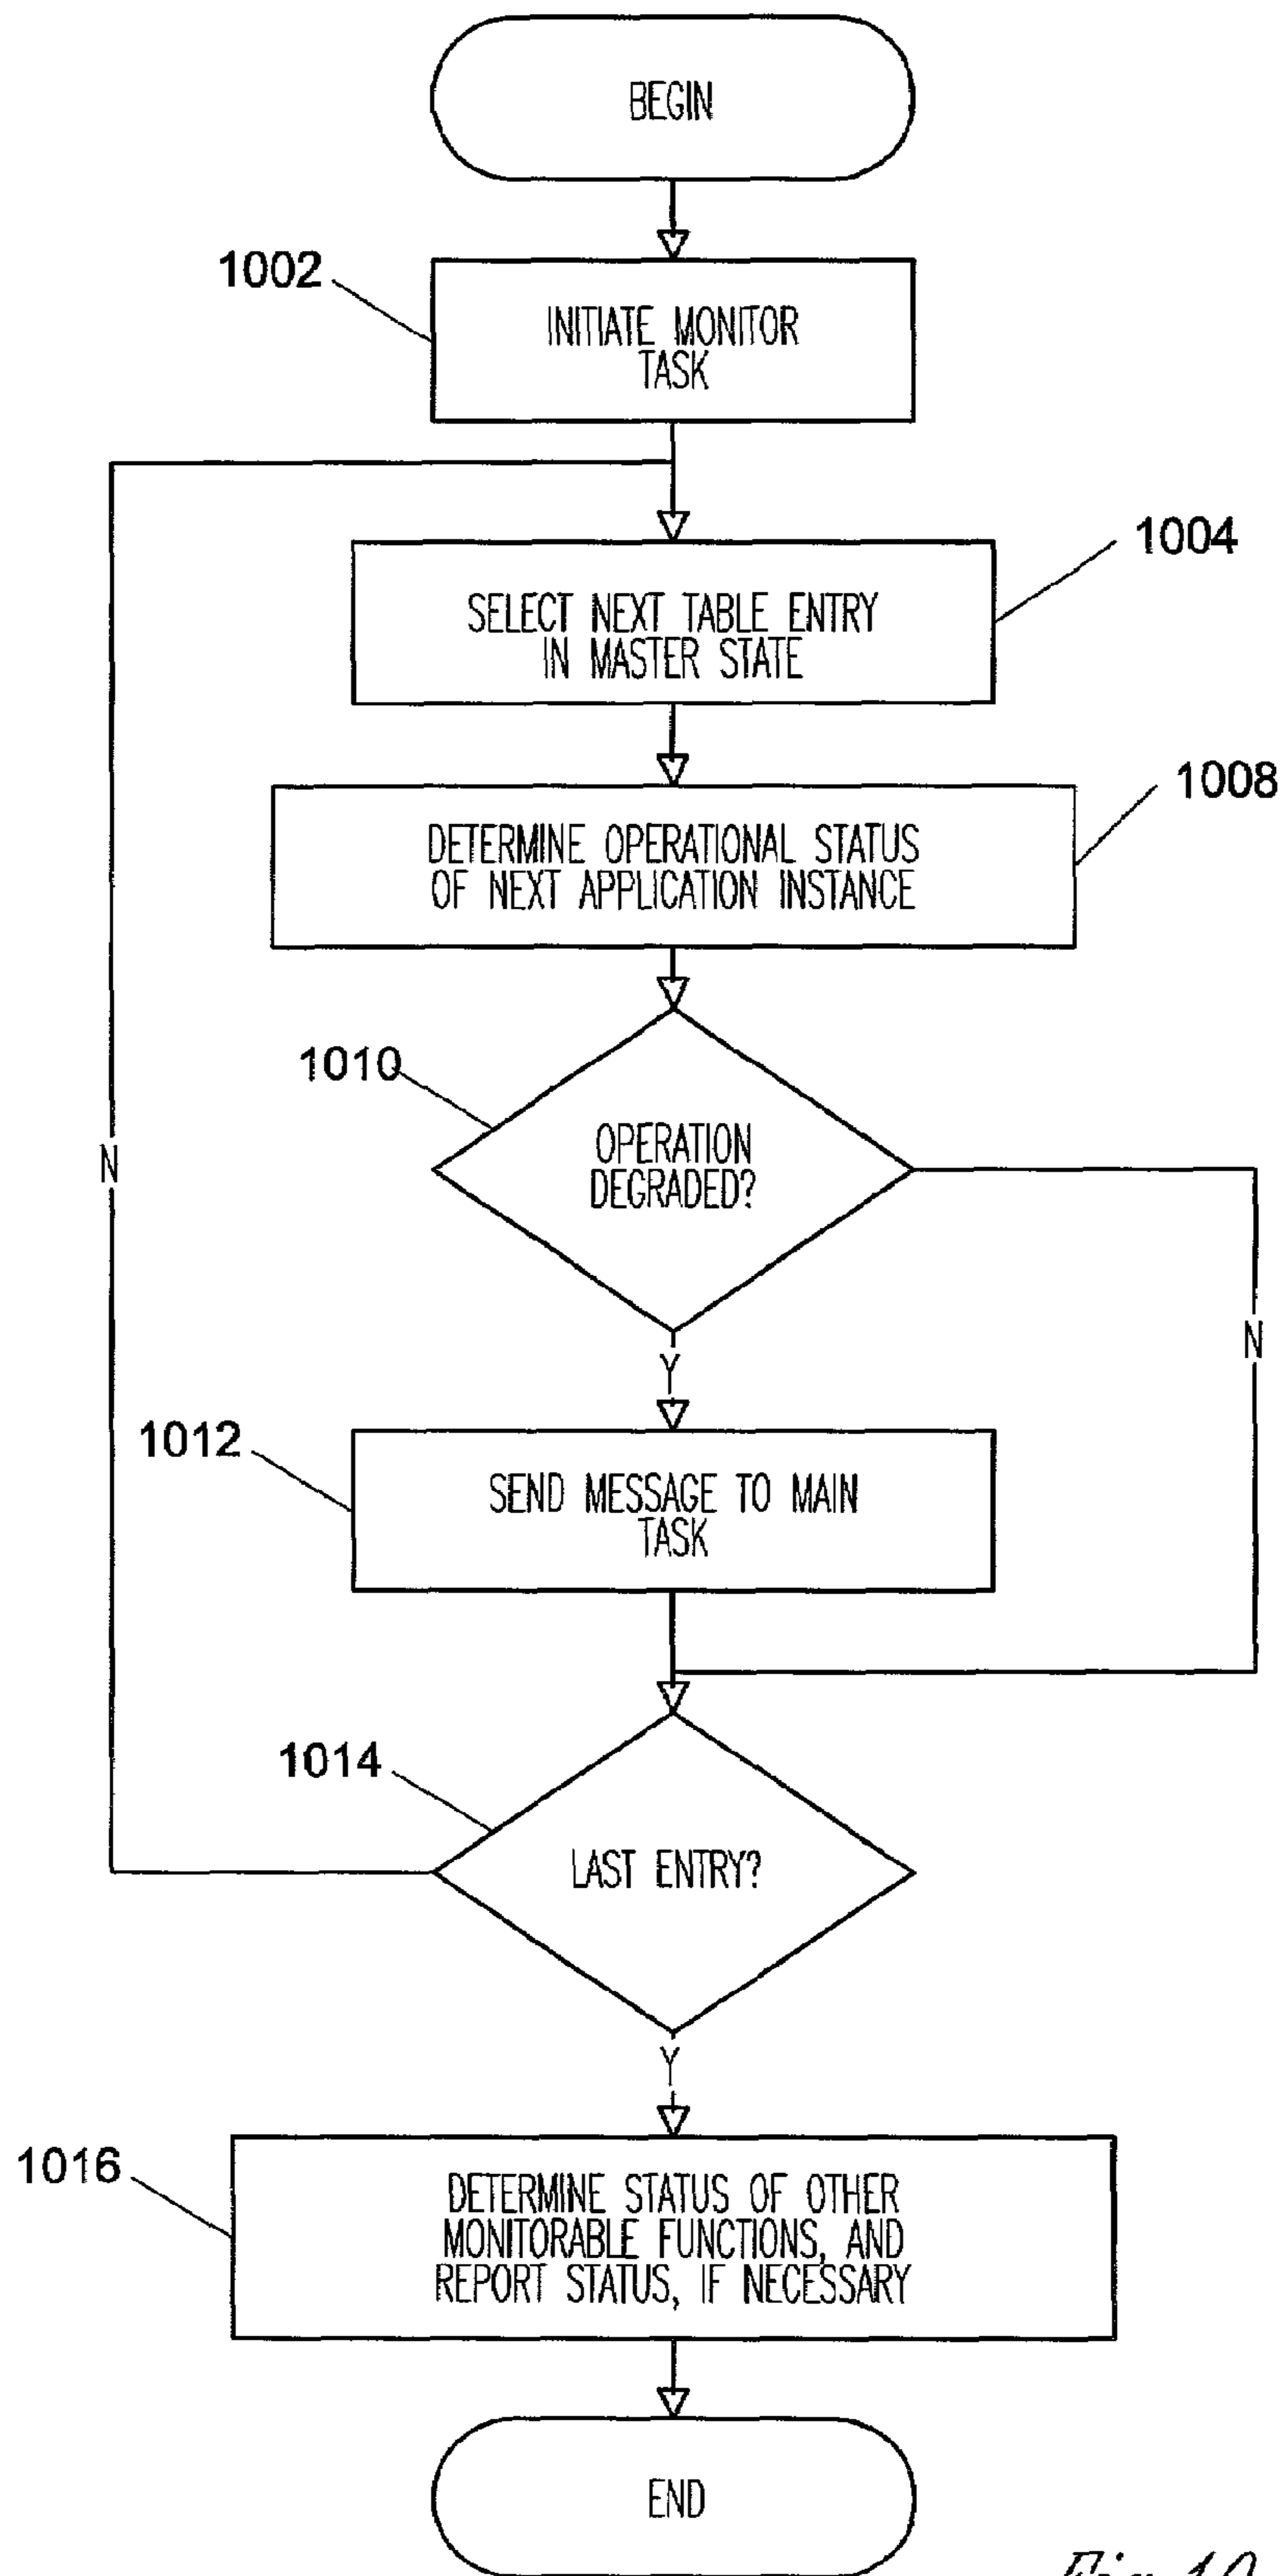 BEGIN
1002
INITIATE MONITOR
TASK
1004
SELECT NEXT TABLE ENTRY
IN MASTER STATE
1008
DETERMINE OPERATIONAL STATUS
OF NEXT APPLICATION INSTANCE
1010
OPERATION
DEGRADED?
N
N
Y
1012
SEND MESSAGE TO MAIN
TASK
1014
LAST ENTRY?
Y
1016
DETERMINE STATUS OF OTHER
MONITORABLE FUNCTIONS, AND
REPORT STATUS, IF NECESSARY
END
Fig. 10